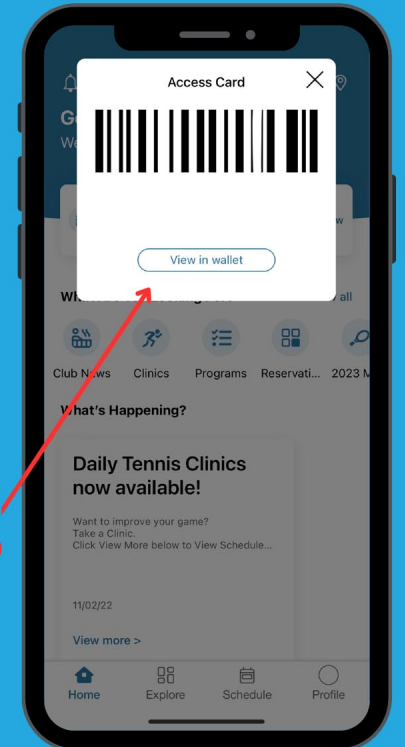 Access Card
View in wallet
all
Club News
Clinics
Programs
Reservati...
2023 M
What's Happening?
Daily Tennis Clinics
now available!
Want to improve your game?
Take a Clinic.
Click View More below to View Schedule...
11/02/22
View more >
Home
Explore
Schedule
Profile